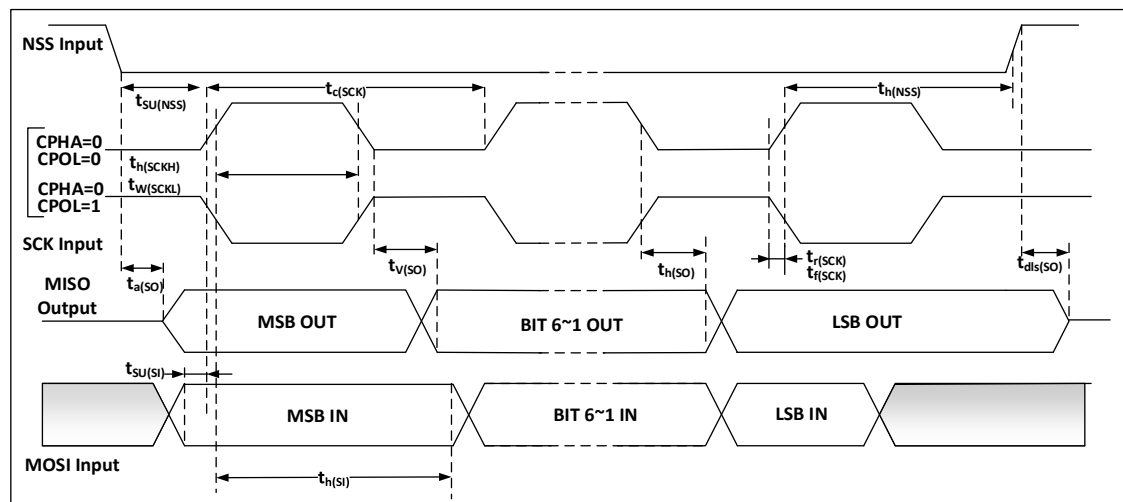 NSS Input
tSU(NSS)
tc(SCK)
th(NSS)
CPHA=0
CPOL=0
th(SCKH)
tW(SCKL)
CPHA=0
CPOL=1
SCK Input
ta(SO)
tV(SO)
th(SO)
tr(SCK)
tf(SCK)
tdls(SO)
MISO
Output
MSB OUT
BIT 6~1 OUT
LSB OUT
tSU(SI)
MSB IN
BIT 6~1 IN
LSB IN
MOSI Input
th(SI)